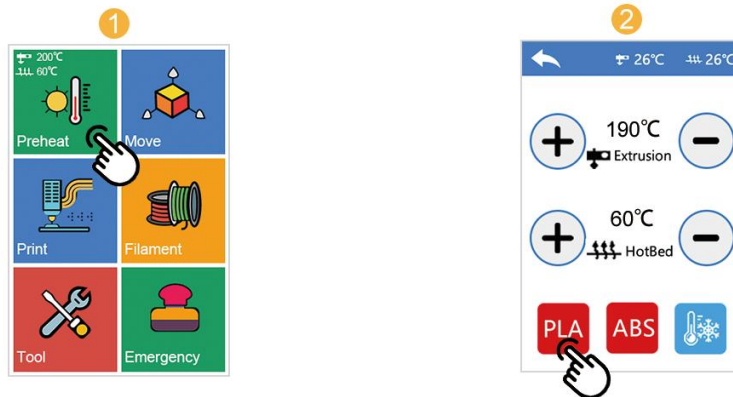 1
200℃
60℃
Preheat
Move
Print
Filament
Tool
Emergency
2
26℃ 26℃
190℃
Extrusion
60℃
HotBed
PLA ABS